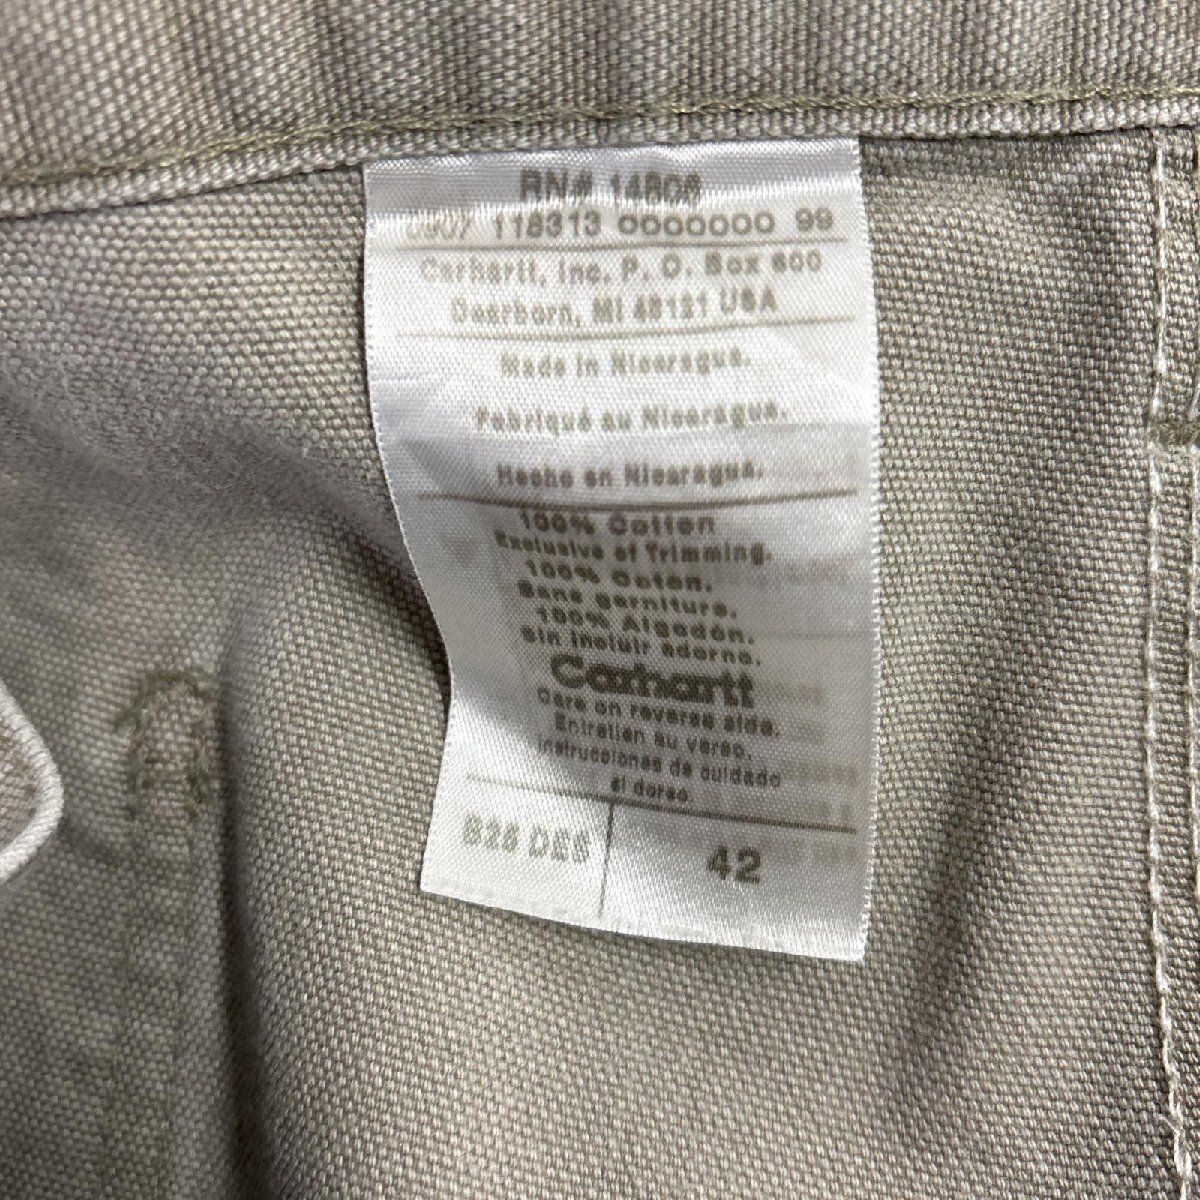 RN# 14806
0907 118313 0000000 99
Carhartt, Inc. P. O. Box 600
Dearborn, MI 48121 USA
Made in Nicaragua.
Fabriqué au Nicaragua.
Hecho en Nicaragua.
100% Cotton
Exclusive of Trimming.
100% Coton.
Sans garniture.
100% Algodón.
Sin incluir adorno.
Carhartt
Care on reverse side.
Entretien au verso.
Instrucciones de cuidado
al dorso
B28 DES
42